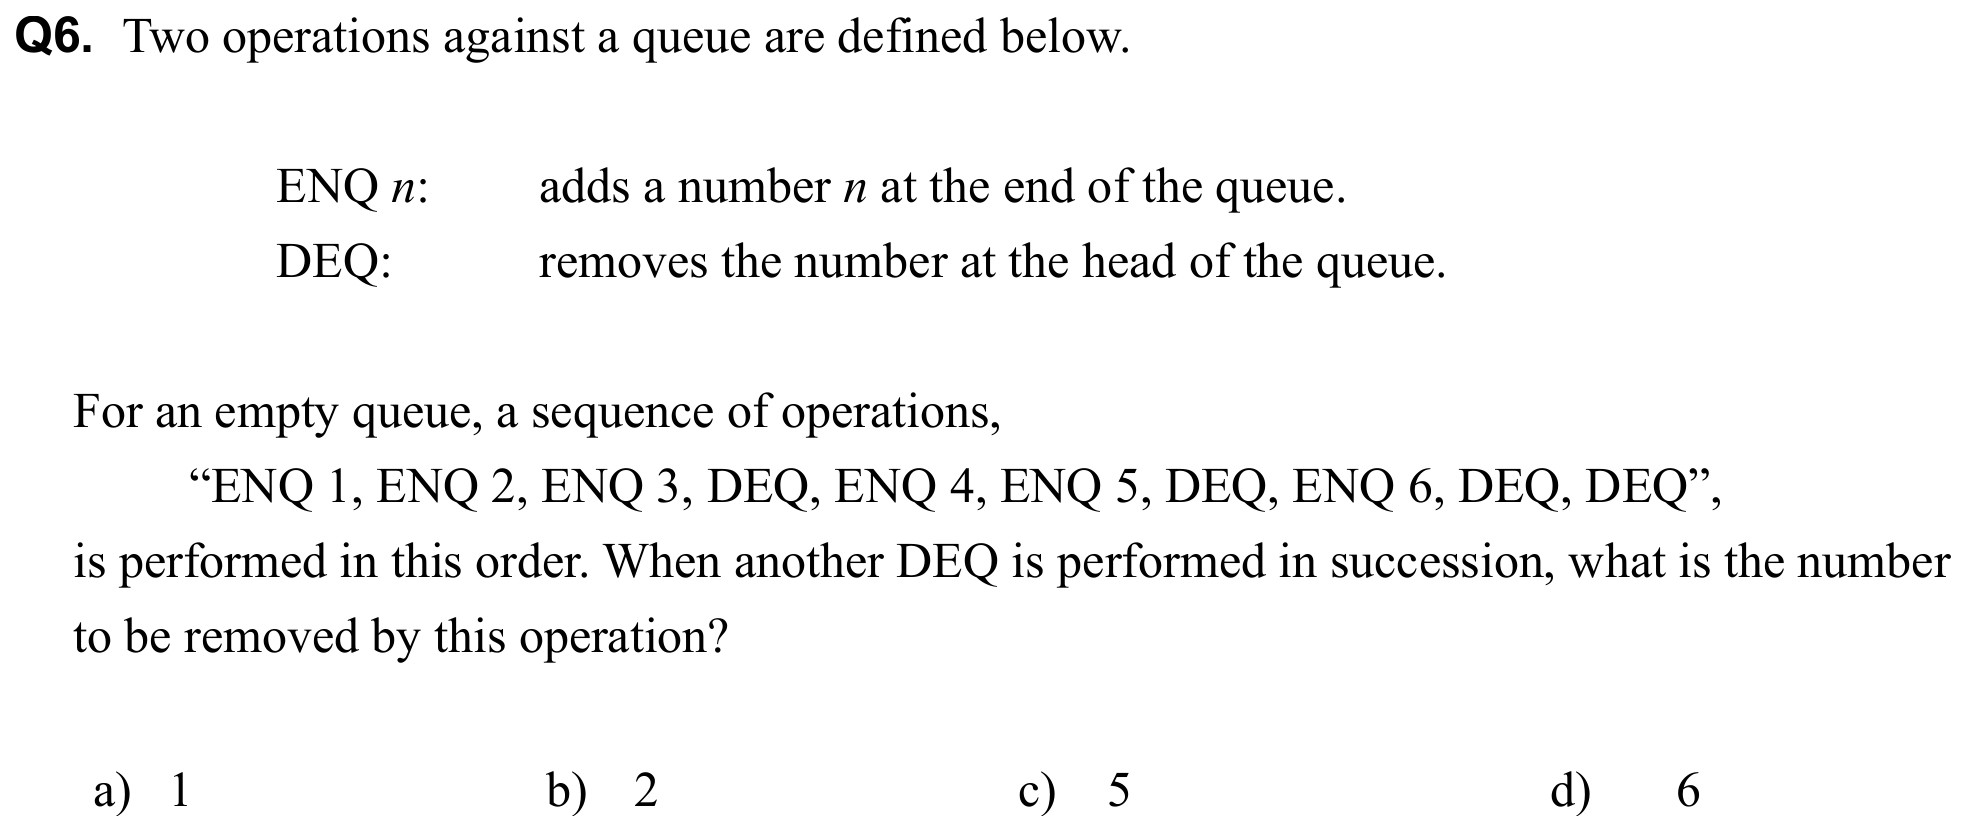 Q6. Two operations against a queue are defined below.
ENQ n: adds a number n at the end of the queue.
DEQ: removes the number at the head of the queue.
For an empty queue, a sequence of operations,
“ENQ 1, ENQ 2, ENQ 3, DEQ, ENQ 4, ENQ 5, DEQ, ENQ 6, DEQ, DEQ”,
is performed in this order. When another DEQ is performed in succession, what is the number
to be removed by this operation?
a) 1 b) 2 c) 5 d) 6